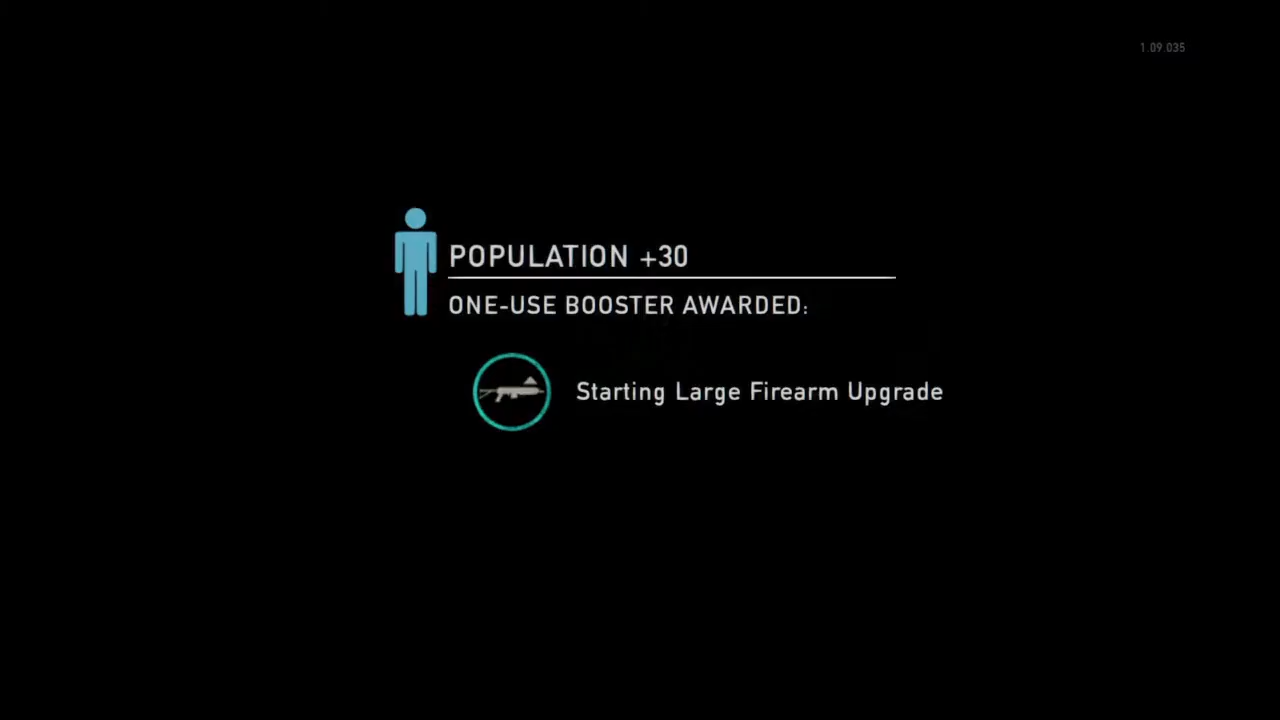 1.09.035
POPULATION +30
ONE-USE BOOSTER AWARDED:
Starting Large Firearm Upgrade